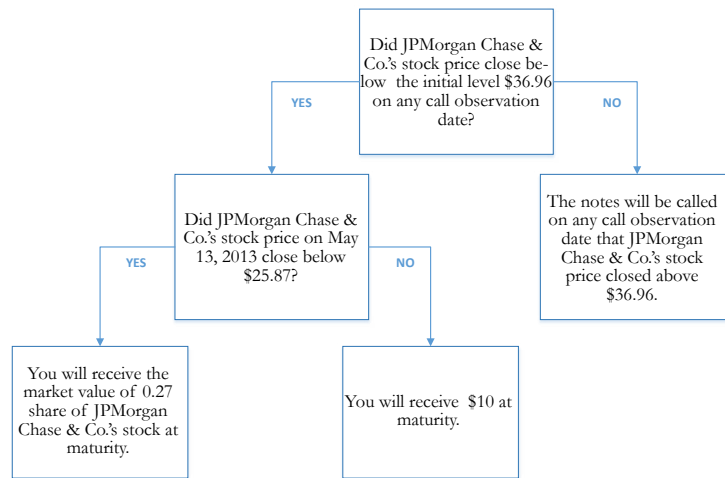 Did JPMorgan Chase &
Co.'s stock price close be-
low the initial level $36.96
on any call observation
date?
YES
NO
Did JPMorgan Chase &
Co.'s stock price on May
13, 2013 close below
$25.87?
The notes will be called
on any call observation
date that JPMorgan
Chase & Co.'s stock
price closed above
$36.96.
YES
NO
You will receive the
market value of 0.27
share of JPMorgan
Chase & Co.'s stock at
maturity.
You will receive $10 at
maturity.